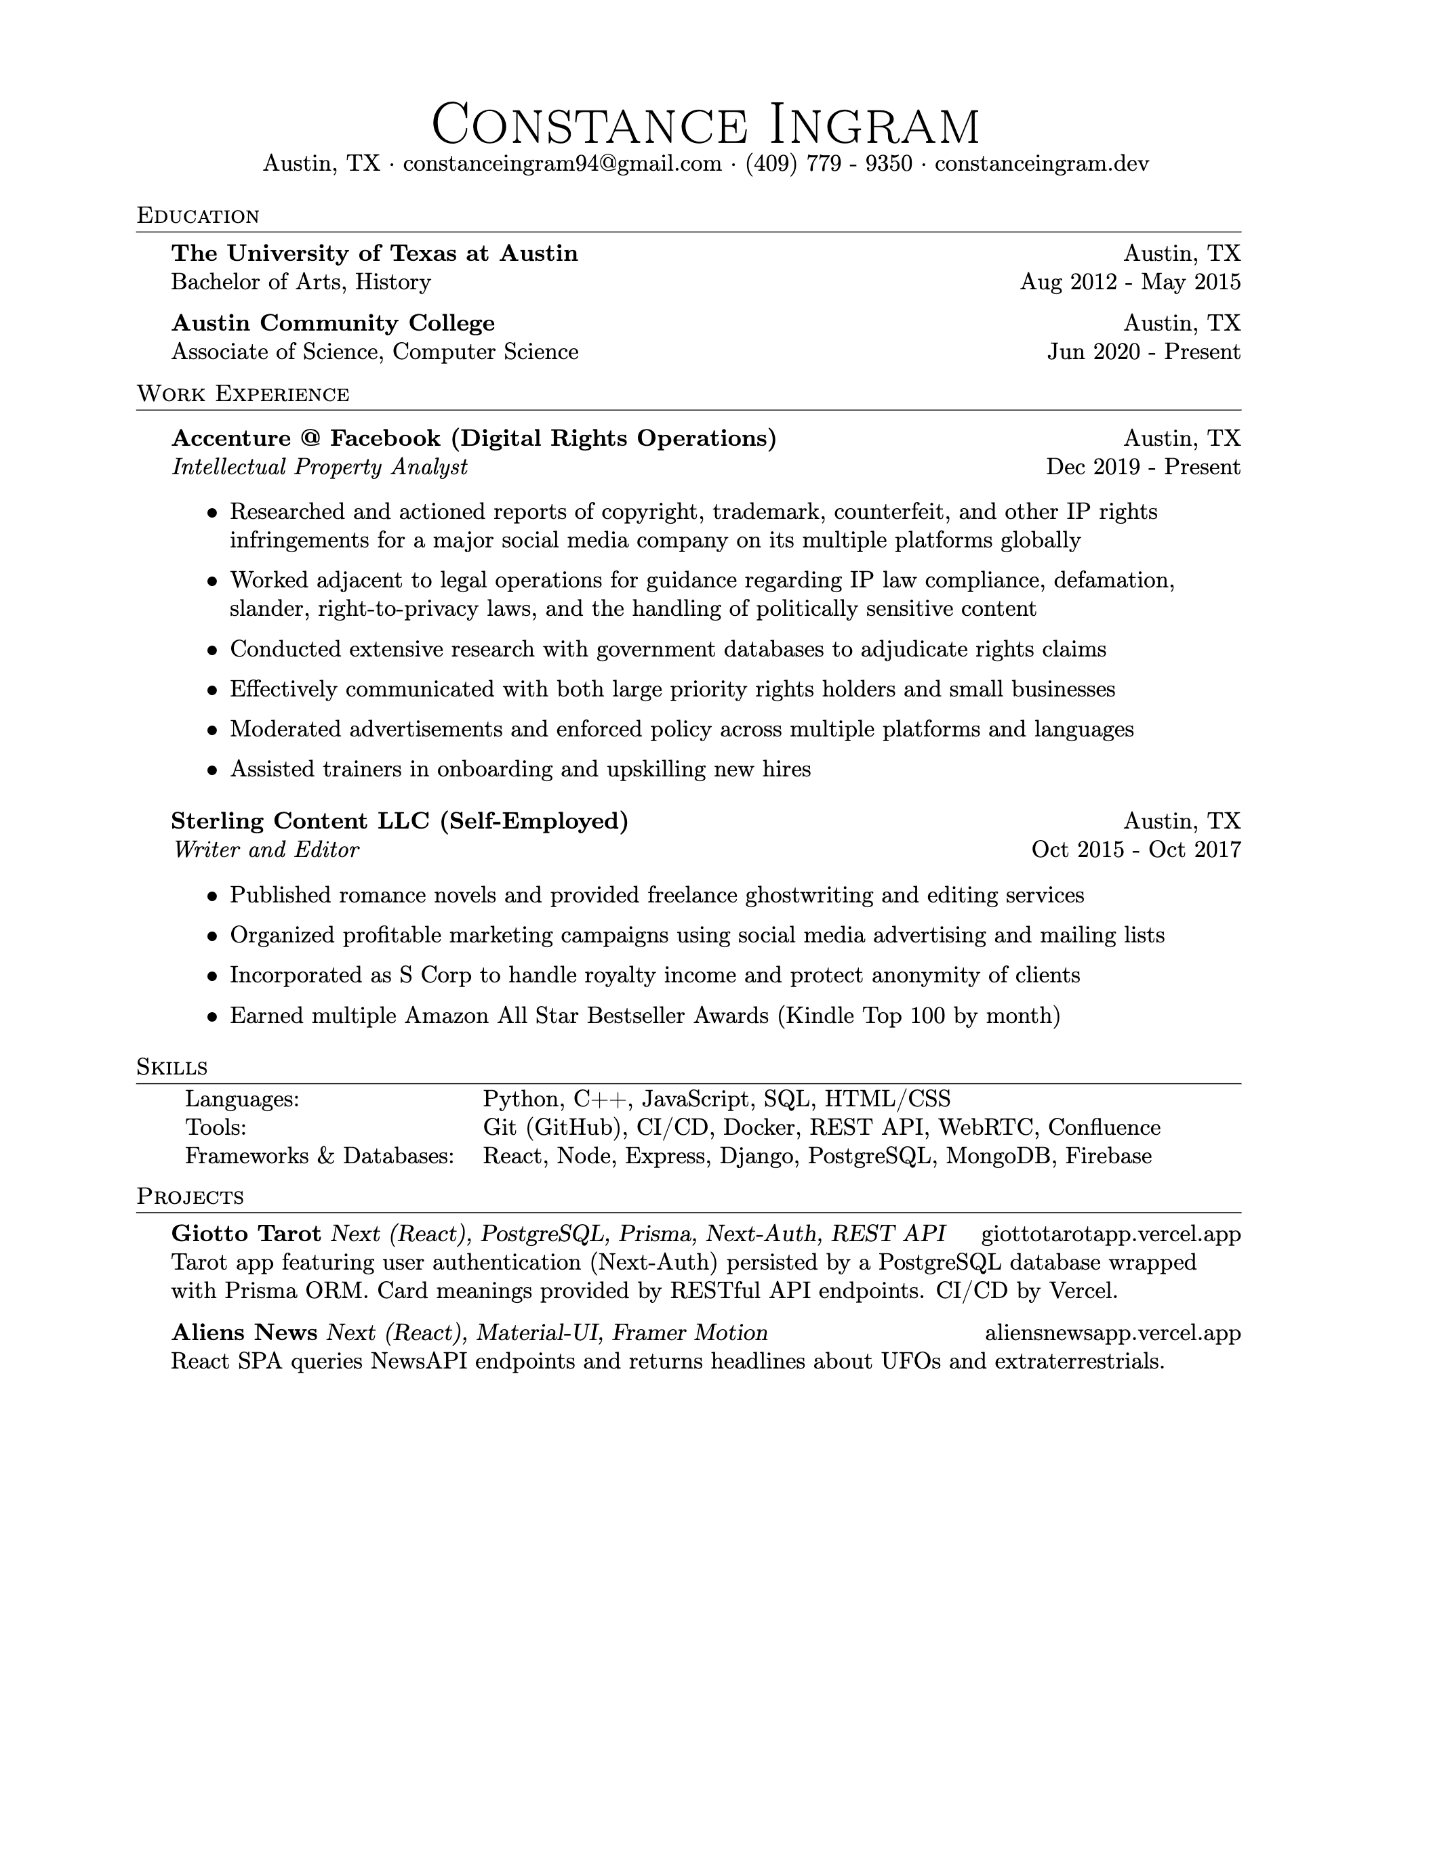 Constance Ingram
Austin, TX · constanceingram94@gmail.com · (409) 779 - 9350 · constanceingram.dev
Education
The University of Texas at Austin Austin, TX
Bachelor of Arts, History Aug 2012 - May 2015
Austin Community College Austin, TX
Associate of Science, Computer Science Jun 2020 - Present
Work Experience
Accenture @ Facebook (Digital Rights Operations) Austin, TX
Intellectual Property Analyst Dec 2019 - Present
• Researched and actioned reports of copyright, trademark, counterfeit, and other IP rights
infringements for a major social media company on its multiple platforms globally
• Worked adjacent to legal operations for guidance regarding IP law compliance, defamation,
slander, right-to-privacy laws, and the handling of politically sensitive content
• Conducted extensive research with government databases to adjudicate rights claims
• Effectively communicated with both large priority rights holders and small businesses
• Moderated advertisements and enforced policy across multiple platforms and languages
• Assisted trainers in onboarding and upskilling new hires
Sterling Content LLC (Self-Employed) Austin, TX
Writer and Editor Oct 2015 - Oct 2017
• Published romance novels and provided freelance ghostwriting and editing services
• Organized profitable marketing campaigns using social media advertising and mailing lists
• Incorporated as S Corp to handle royalty income and protect anonymity of clients
• Earned multiple Amazon All Star Bestseller Awards (Kindle Top 100 by month)
Skills
Languages: Python, C++, JavaScript, SQL, HTML/CSS
Tools: Git (GitHub), CI/CD, Docker, REST API, WebRTC, Confluence
Frameworks & Databases: React, Node, Express, Django, PostgreSQL, MongoDB, Firebase
Projects
Giotto Tarot Next (React), PostgreSQL, Prisma, Next-Auth, REST API giottotarotapp.vercel.app
Tarot app featuring user authentication (Next-Auth) persisted by a PostgreSQL database wrapped
with Prisma ORM. Card meanings provided by RESTful API endpoints. CI/CD by Vercel.
Aliens News Next (React), Material-UI, Framer Motion aliensnewsapp.vercel.app
React SPA queries NewsAPI endpoints and returns headlines about UFOs and extraterrestrials.